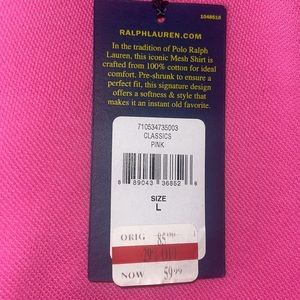 RALPHLAUREN.COM
1048618
In the tradition of Polo Ralph
Lauren, this iconic Mesh Shirt is
crafted from 100% cotton for ideal
comfort. Pre-shrunk to ensure a
perfect fit, this signature design
offers a softness & style that
makes it an instant old favorite.
710534735003
CLASSICS
PINK
8 89043 36852
SIZE
L
ORIG
NOW 59.99